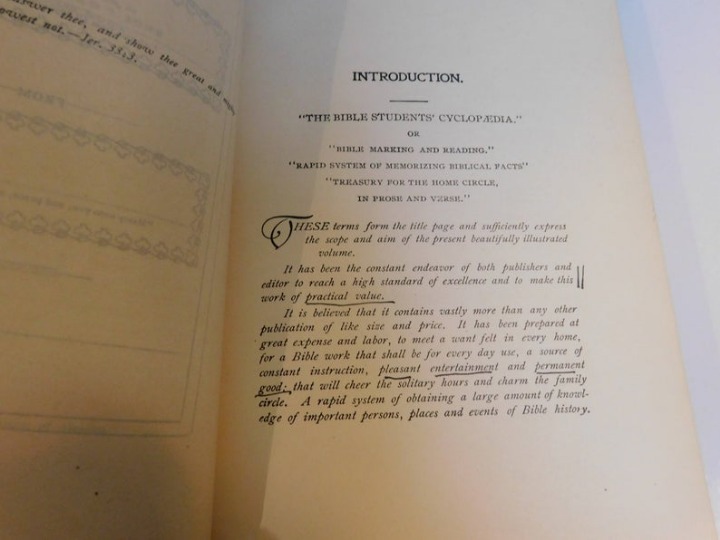 answer thee, and show thee great and
knowest not.—Jer. 33:3.
FROM
INTRODUCTION.
"THE BIBLE STUDENTS' CYCLOPÆDIA."
OR
"BIBLE MARKING AND READING."
"RAPID SYSTEM OF MEMORIZING BIBLICAL FACTS"
"TREASURY FOR THE HOME CIRCLE,
IN PROSE AND VERSE."
THESE terms form the title page and sufficiently express
the scope and aim of the present beautifully illustrated
volume.
It has been the constant endeavor of both publishers and
editor to reach a high standard of excellence and to make this
work of practical value.
It is believed that it contains vastly more than any other
publication of like size and price. It has been prepared at
great expense and labor, to meet a want felt in every home,
for a Bible work that shall be for every day use, a source of
constant instruction, pleasant entertainment and permanent
good; that will cheer the solitary hours and charm the family
circle. A rapid system of obtaining a large amount of knowl-
edge of important persons, places and events of Bible history.